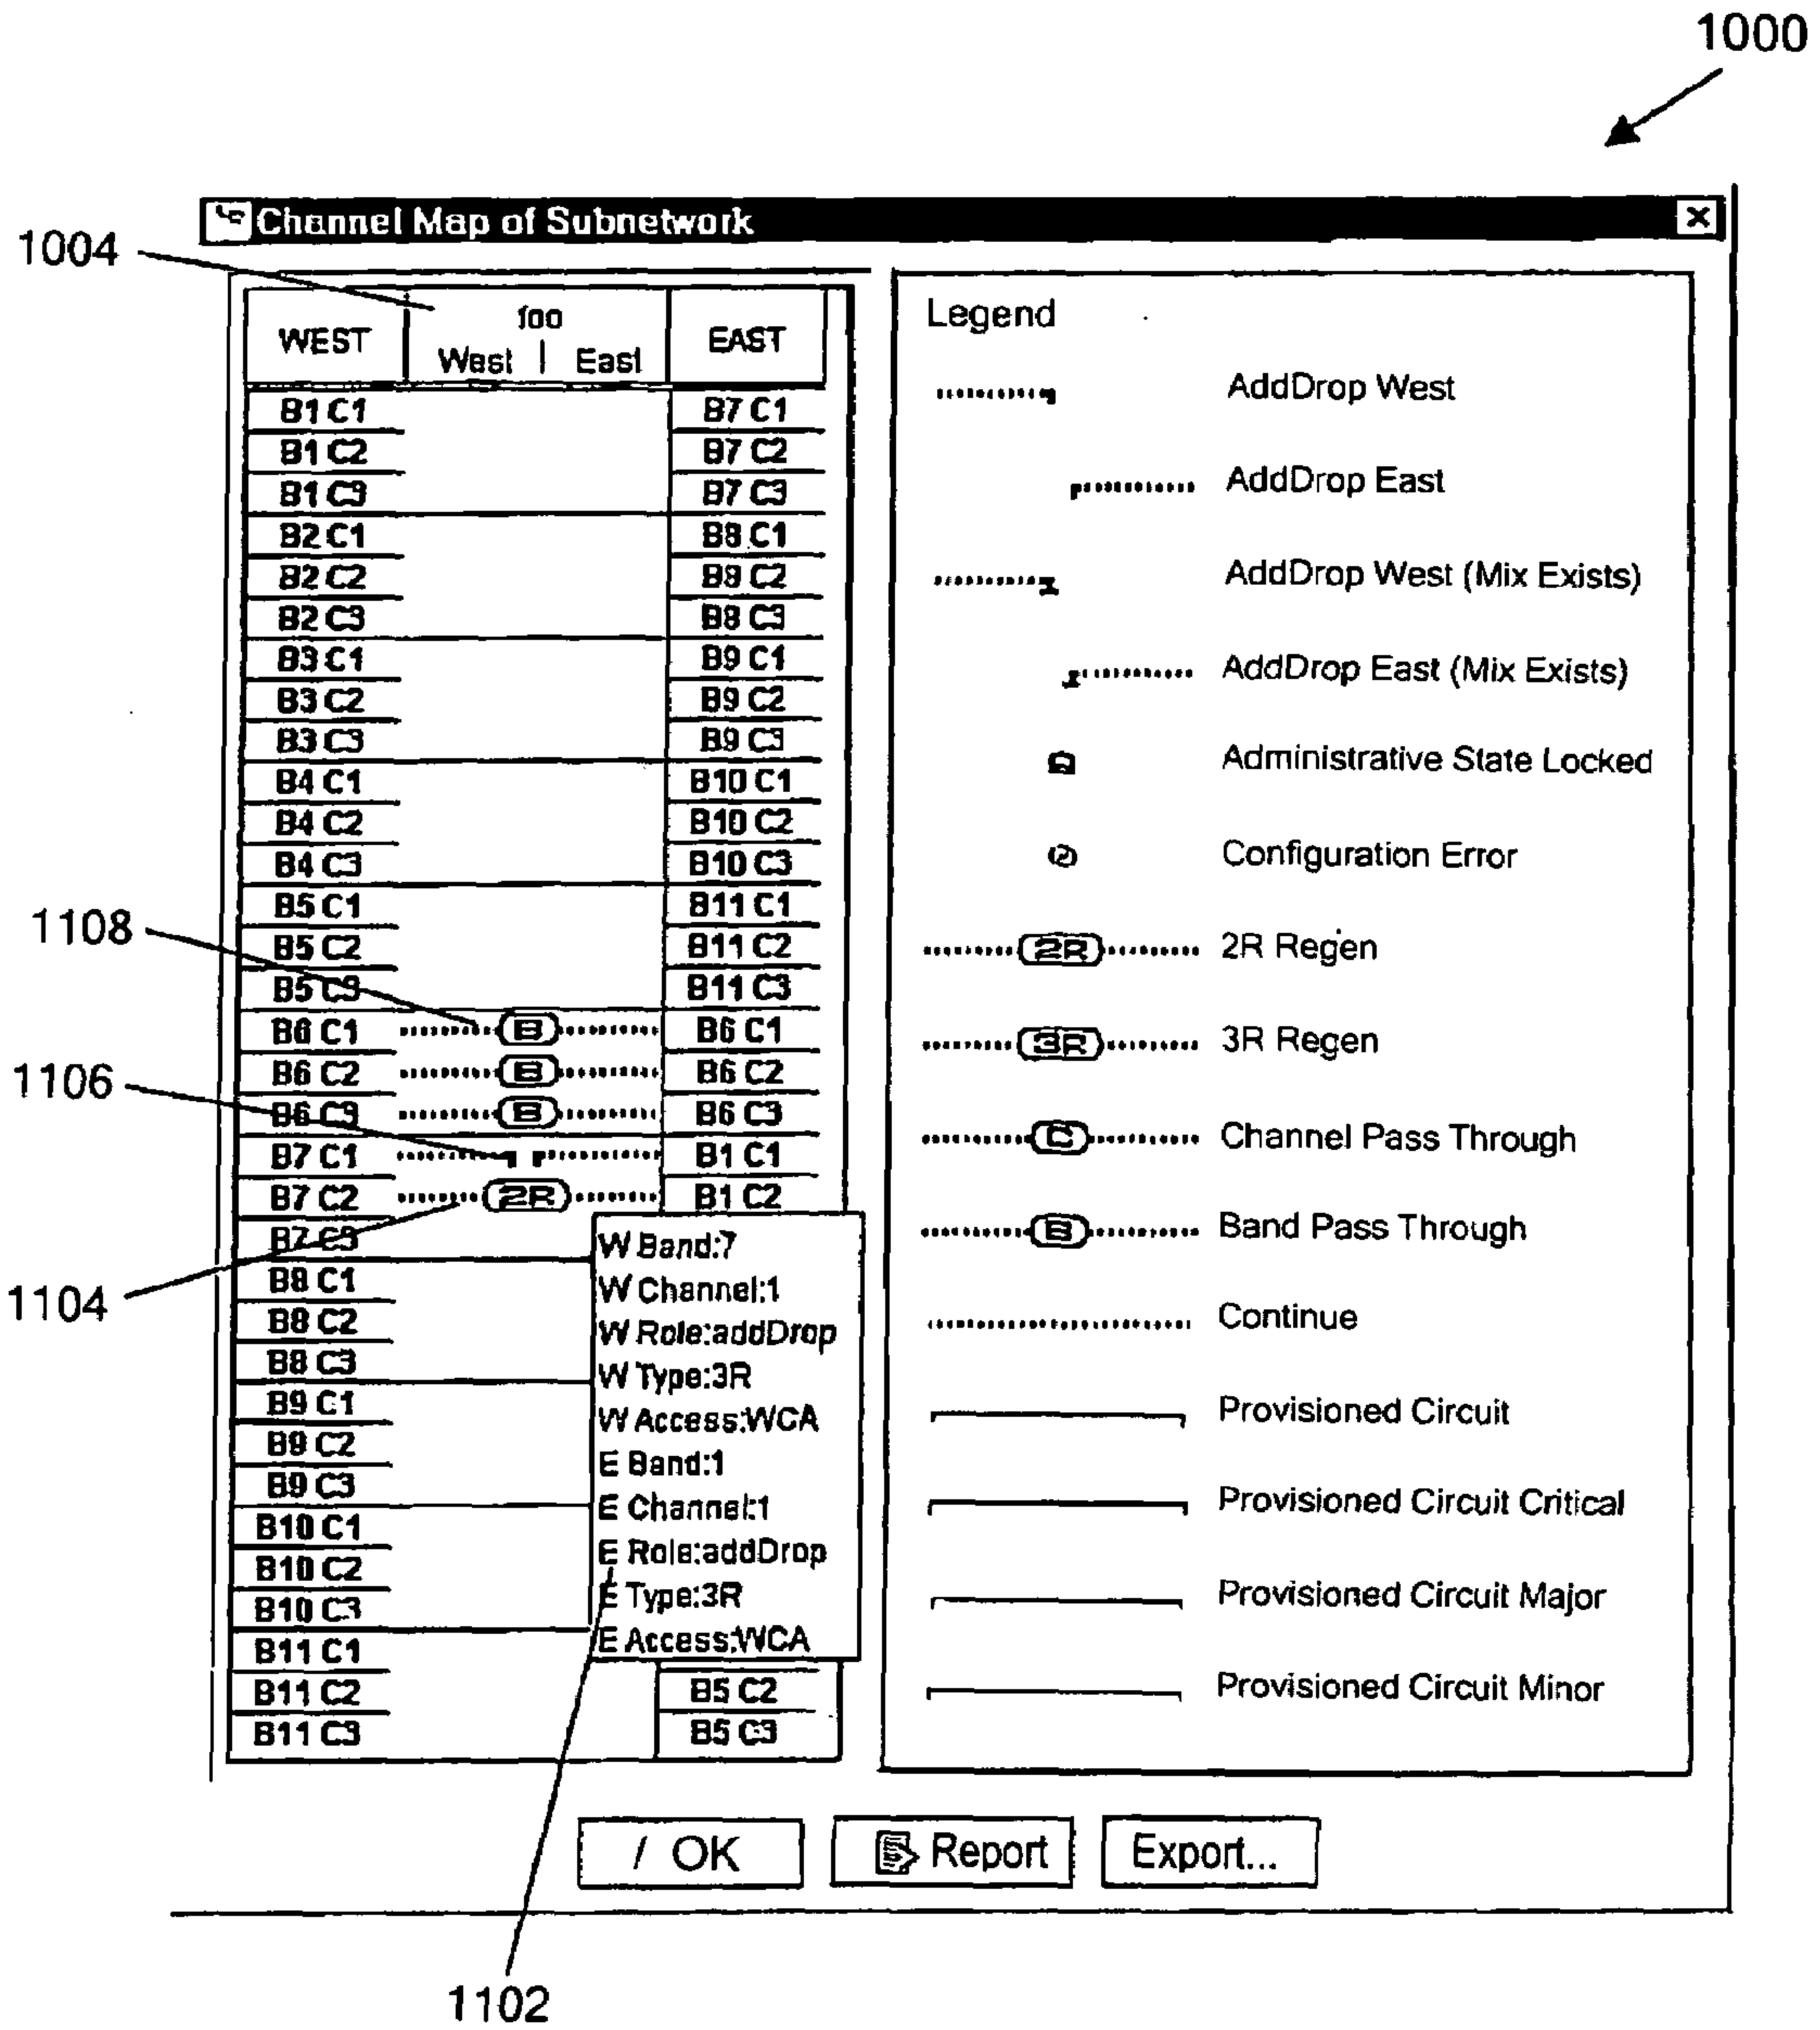 1000
Channel Map of Subnetwork
1004
WEST
foo
West | East
EAST
B1 C1 B7 C1
B1 C2 B7 C2
B1 C3 B7 C3
B2 C1 B8 C1
B2 C2 B8 C2
B2 C3 B8 C3
B3 C1 B9 C1
B3 C2 B9 C2
B3 C3 B9 C3
B4 C1 B10 C1
B4 C2 B10 C2
B4 C3 B10 C3
B5 C1 B11 C1
1108
B5 C2 B11 C2
B5 C3 B11 C3
B6 C1 B B6 C1
B6 C2 B B6 C2
1106
B6 C3 B B6 C3
B7 C1 B1 C1
B7 C2 2R B1 C2
B7 C3
1104
B8 C1
B8 C2
B8 C3
B9 C1
B9 C2
B9 C3
B10 C1
B10 C2
B10 C3
B11 C1
B11 C2 B5 C2
B11 C3 B5 C3
W Band:7
W Channel:1
W Role:addDrop
W Type:3R
W Access:WCA
E Band:1
E Channel:1
E Role:addDrop
E Type:3R
E Access:WCA
1102
Legend
AddDrop West
AddDrop East
AddDrop West (Mix Exists)
AddDrop East (Mix Exists)
Administrative State Locked
Configuration Error
2R 2R Regen
3R 3R Regen
C Channel Pass Through
B Band Pass Through
Continue
Provisioned Circuit
Provisioned Circuit Critical
Provisioned Circuit Major
Provisioned Circuit Minor
/ OK
Report
Export...